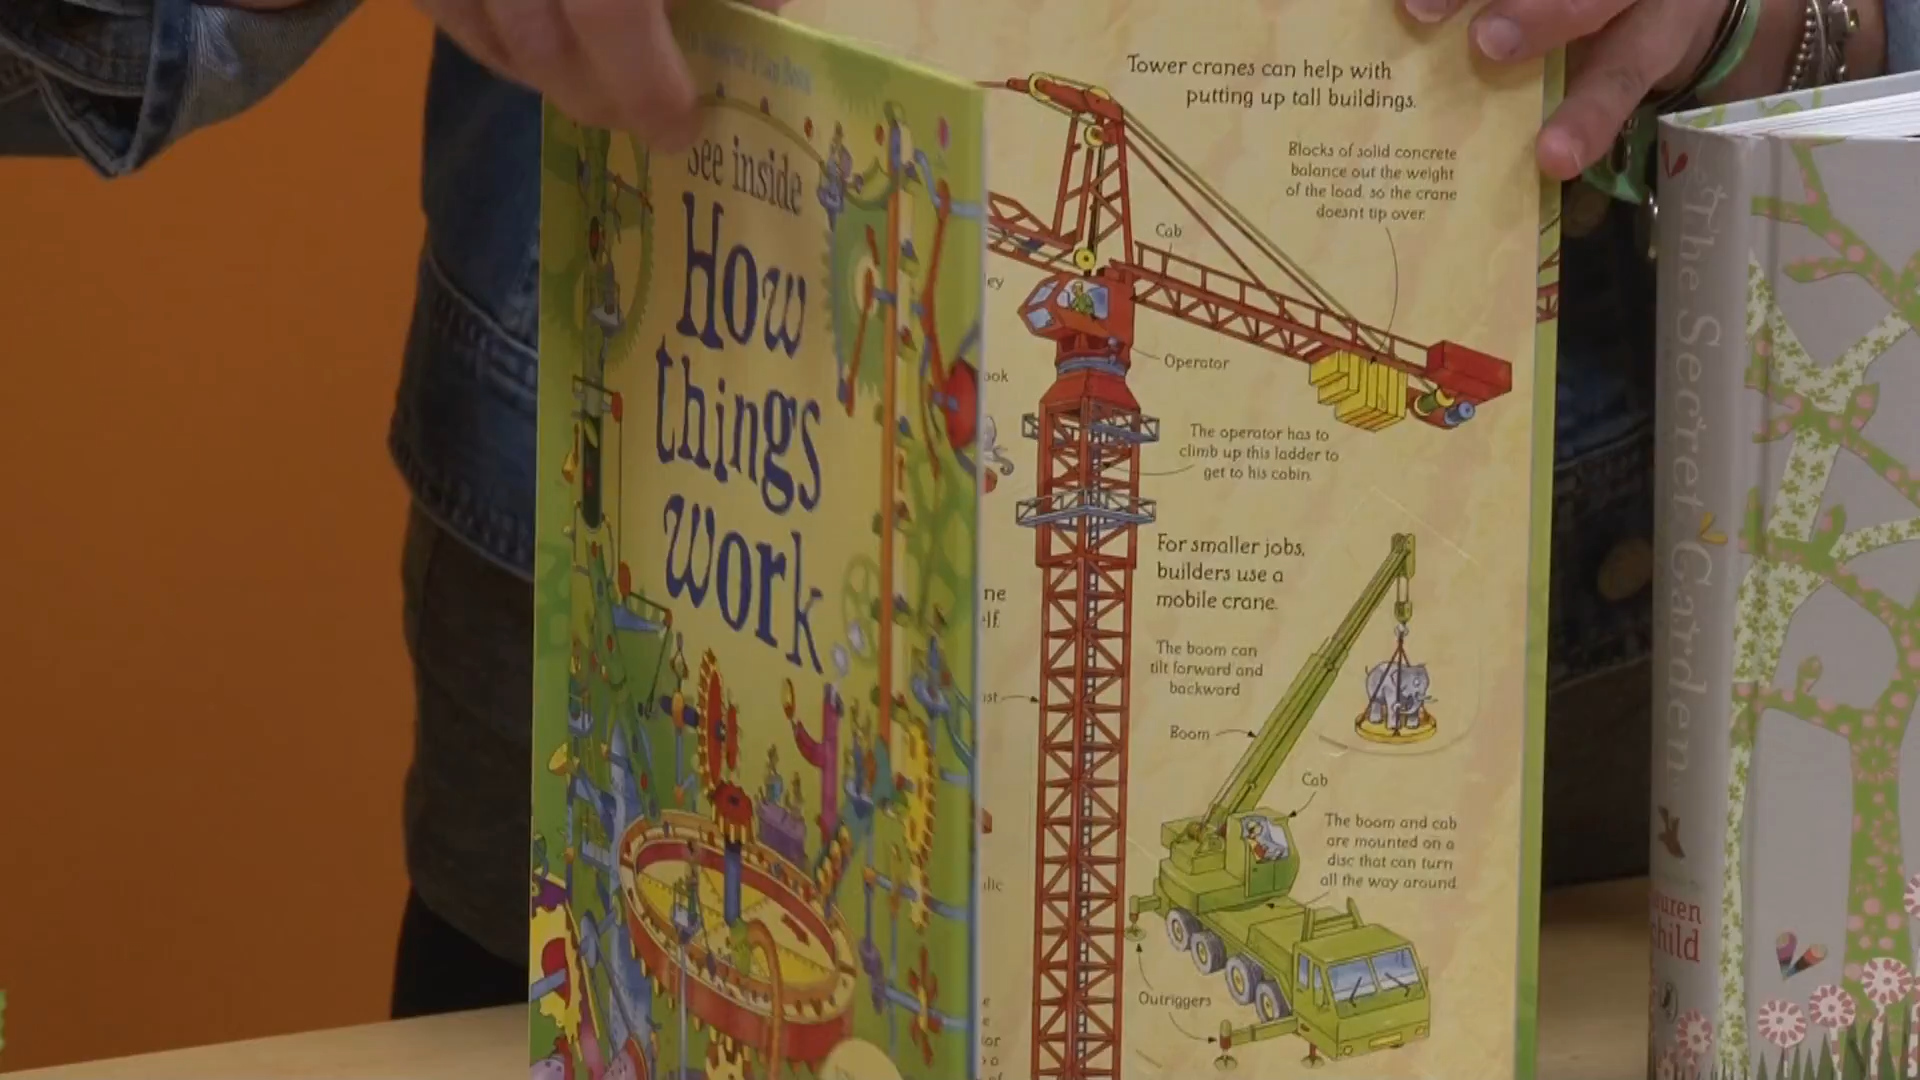 See inside
How
things
work
Tower cranes can help with
putting up tall buildings.
Blocks of solid concrete
balance out the weight
of the load, so the crane
doesnt tip over.
Cab
Operator
The operator has to
climb up this ladder to
get to his cabin.
For smaller jobs,
builders use a
mobile crane.
The boom can
tilt forward and
backward
Boom
Cab
The boom and cab
are mounted on a
disc that can turn
all the way around.
Outriggers
The Secret Garden